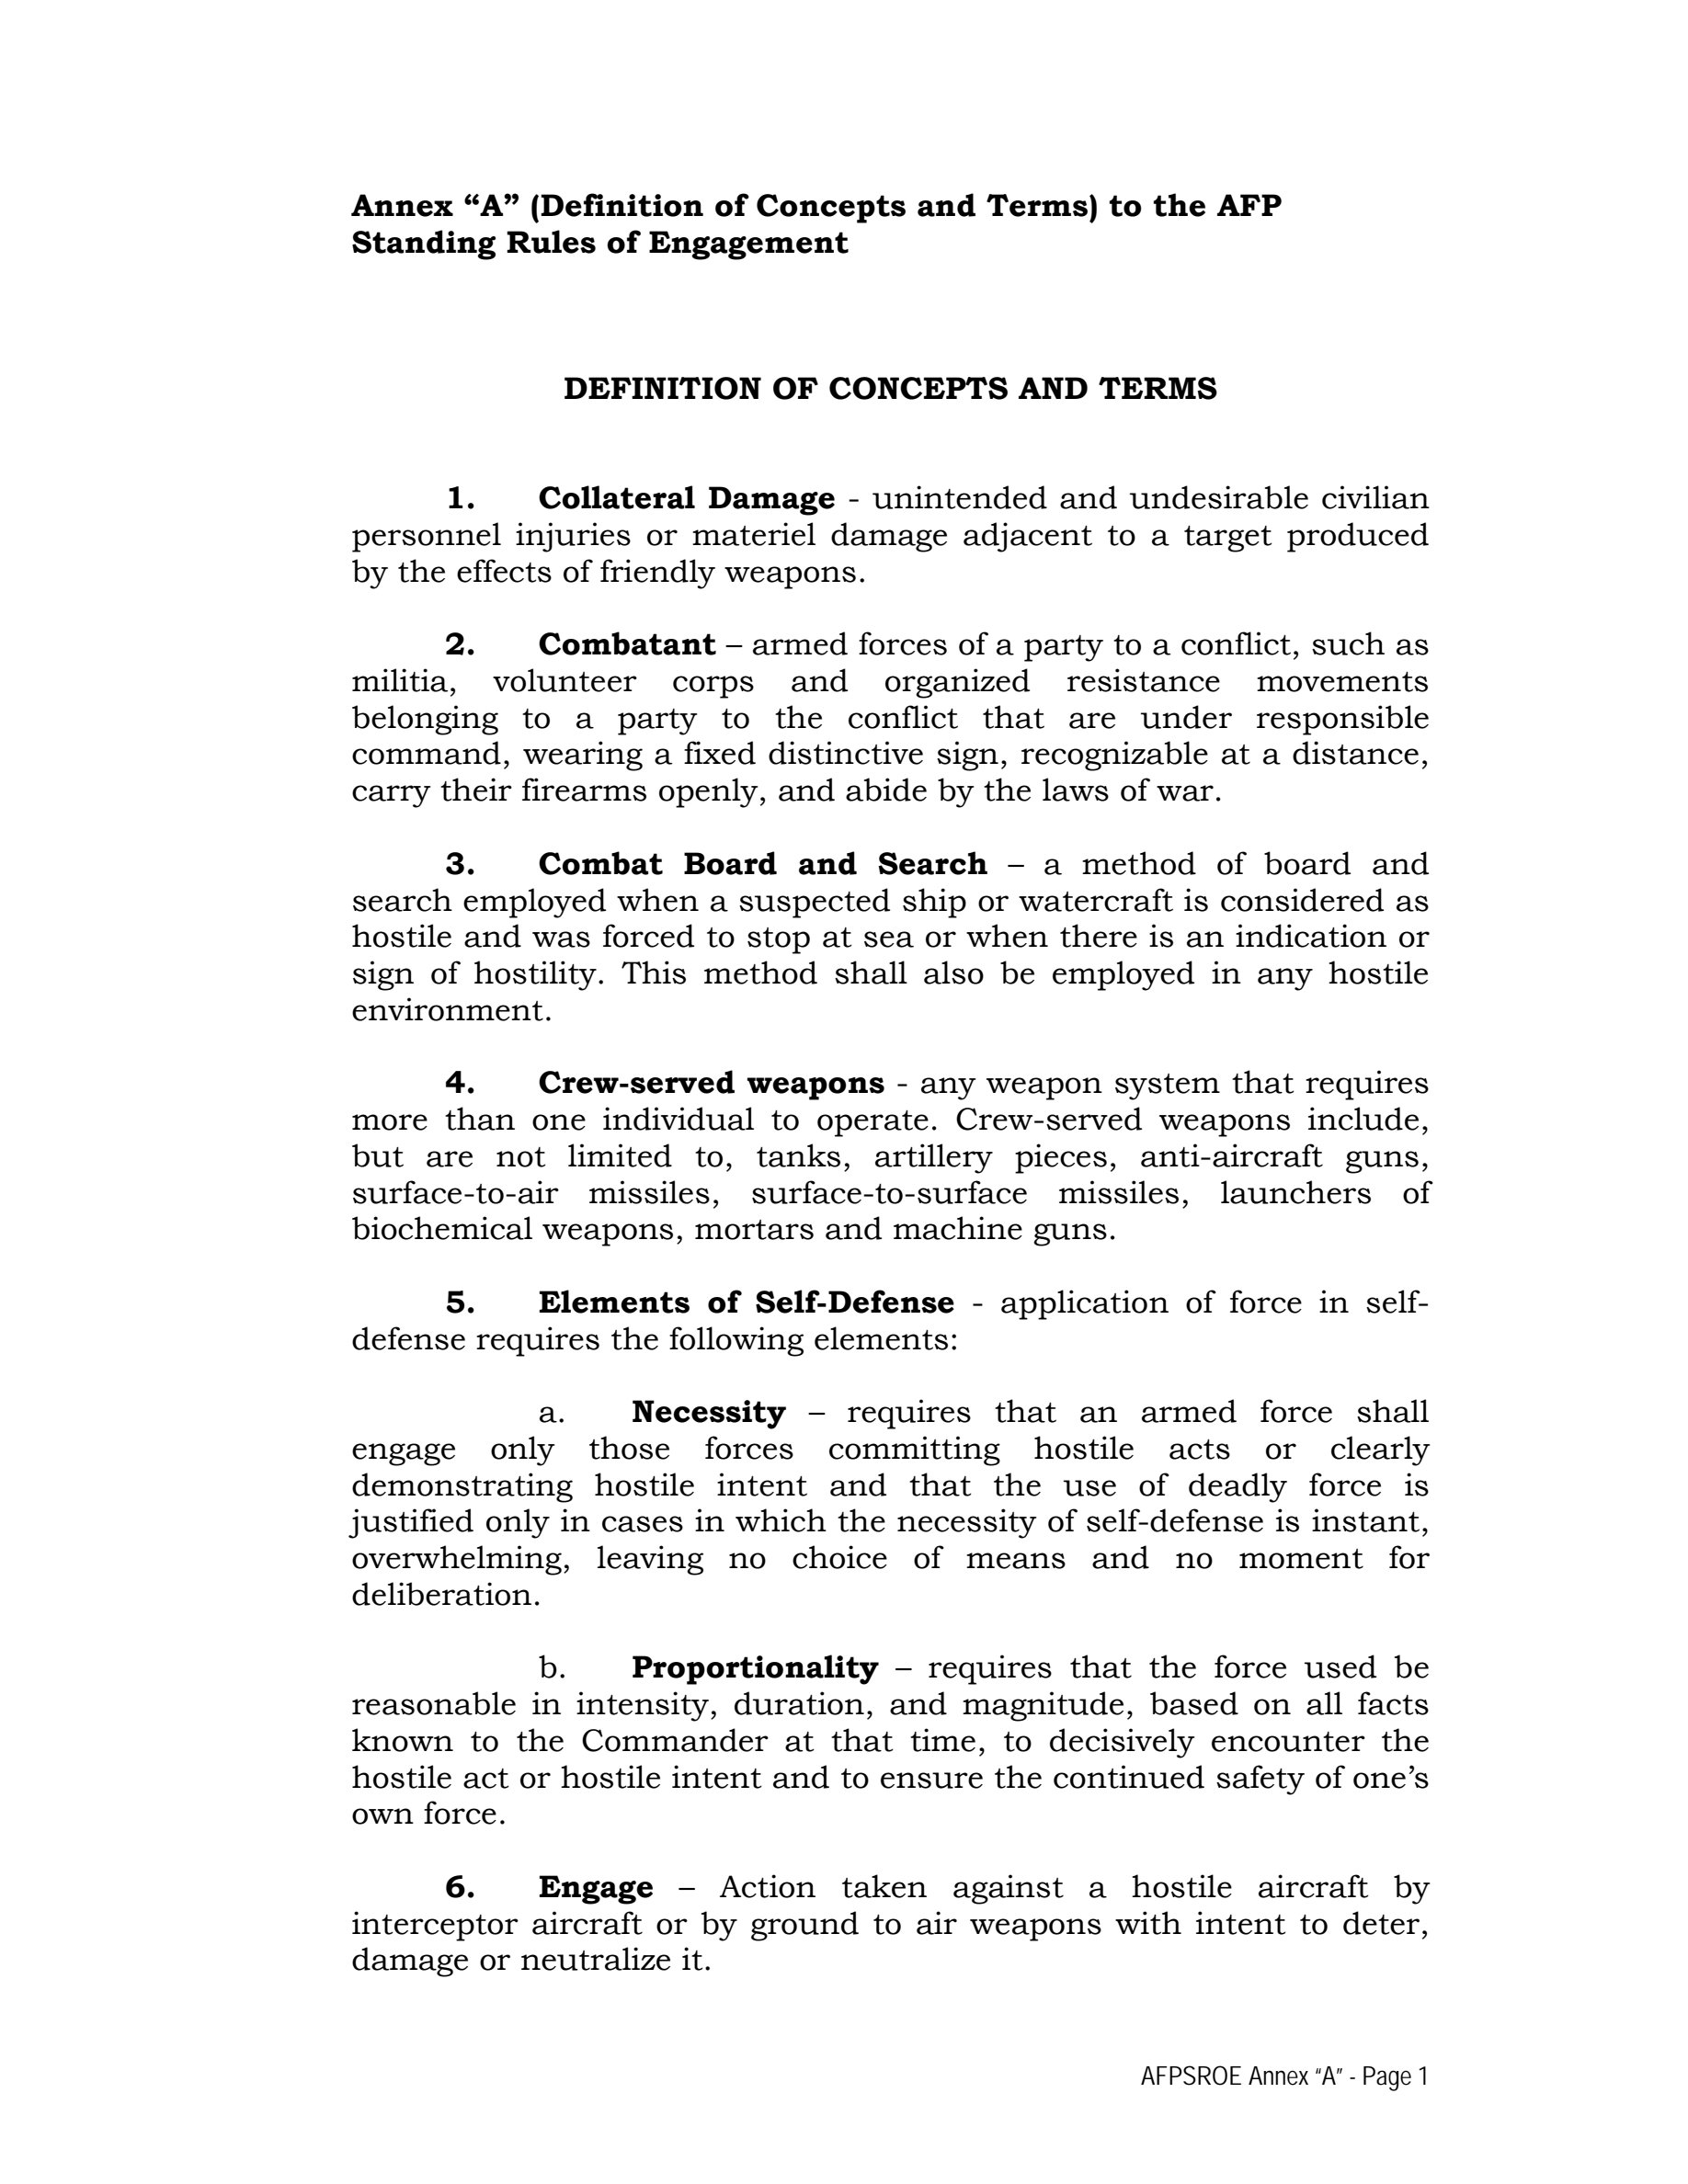 Annex “A” (Definition of Concepts and Terms) to the AFP
Standing Rules of Engagement
DEFINITION OF CONCEPTS AND TERMS
1. Collateral Damage - unintended and undesirable civilian
personnel injuries or materiel damage adjacent to a target produced
by the effects of friendly weapons.
2. Combatant – armed forces of a party to a conflict, such as
militia, volunteer corps and organized resistance movements
belonging to a party to the conflict that are under responsible
command, wearing a fixed distinctive sign, recognizable at a distance,
carry their firearms openly, and abide by the laws of war.
3. Combat Board and Search – a method of board and
search employed when a suspected ship or watercraft is considered as
hostile and was forced to stop at sea or when there is an indication or
sign of hostility. This method shall also be employed in any hostile
environment.
4. Crew-served weapons - any weapon system that requires
more than one individual to operate. Crew-served weapons include,
but are not limited to, tanks, artillery pieces, anti-aircraft guns,
surface-to-air missiles, surface-to-surface missiles, launchers of
biochemical weapons, mortars and machine guns.
5. Elements of Self-Defense - application of force in self-
defense requires the following elements:
a. Necessity – requires that an armed force shall
engage only those forces committing hostile acts or clearly
demonstrating hostile intent and that the use of deadly force is
justified only in cases in which the necessity of self-defense is instant,
overwhelming, leaving no choice of means and no moment for
deliberation.
b. Proportionality – requires that the force used be
reasonable in intensity, duration, and magnitude, based on all facts
known to the Commander at that time, to decisively encounter the
hostile act or hostile intent and to ensure the continued safety of one’s
own force.
6. Engage – Action taken against a hostile aircraft by
interceptor aircraft or by ground to air weapons with intent to deter,
damage or neutralize it.
AFPSROE Annex “A” - Page 1